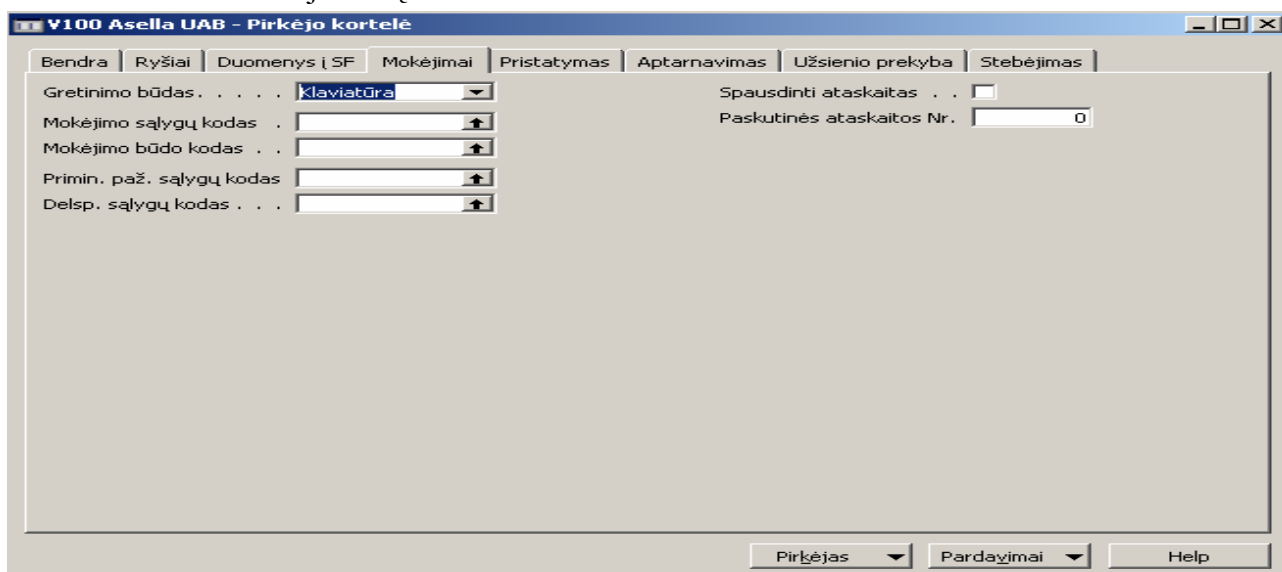 V100 Asella UAB - Pirkėjo kortelė
Bendra Ryšiai Duomenys į SF Mokėjimai Pristatymas Aptarnavimas Užsienio prekyba Stebėjimas
Gretinimo būdas. . . . . Klaviatūra Spausdinti ataskaitas . .
Mokėjimo sąlygų kodas . Paskutinės ataskaitos Nr. 0
Mokėjimo būdo kodas . .
Primin. paž. sąlygų kodas
Delsp. sąlygų kodas . . .
Pirkėjas Pardavimai Help